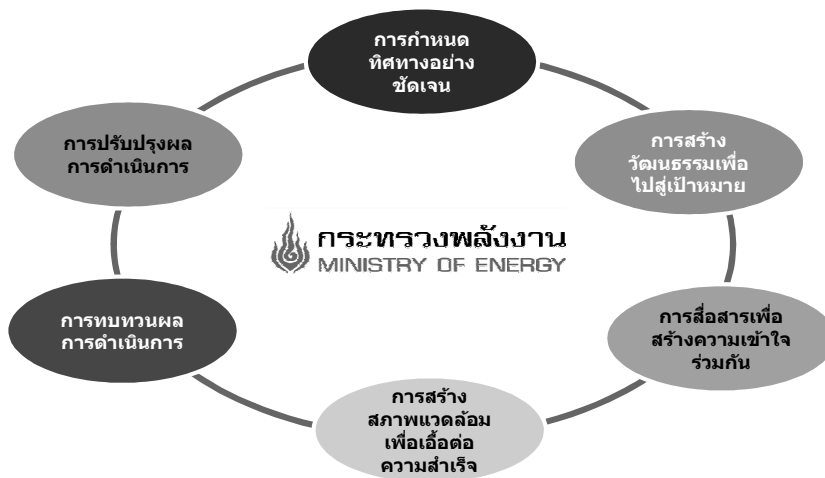 การกำหนด
ทิศทางอย่าง
ชัดเจน
การสร้าง
วัฒนธรรมเพื่อ
ไปสู่เป้าหมาย
การสื่อสารเพื่อ
สร้างความเข้าใจ
ร่วมกัน
การสร้าง
สภาพแวดล้อม
เพื่อเอื้อต่อ
ความสำเร็จ
การทบทวนผล
การดำเนินการ
การปรับปรุงผล
การดำเนินการ
กระทรวงพลังงาน
MINISTRY OF ENERGY